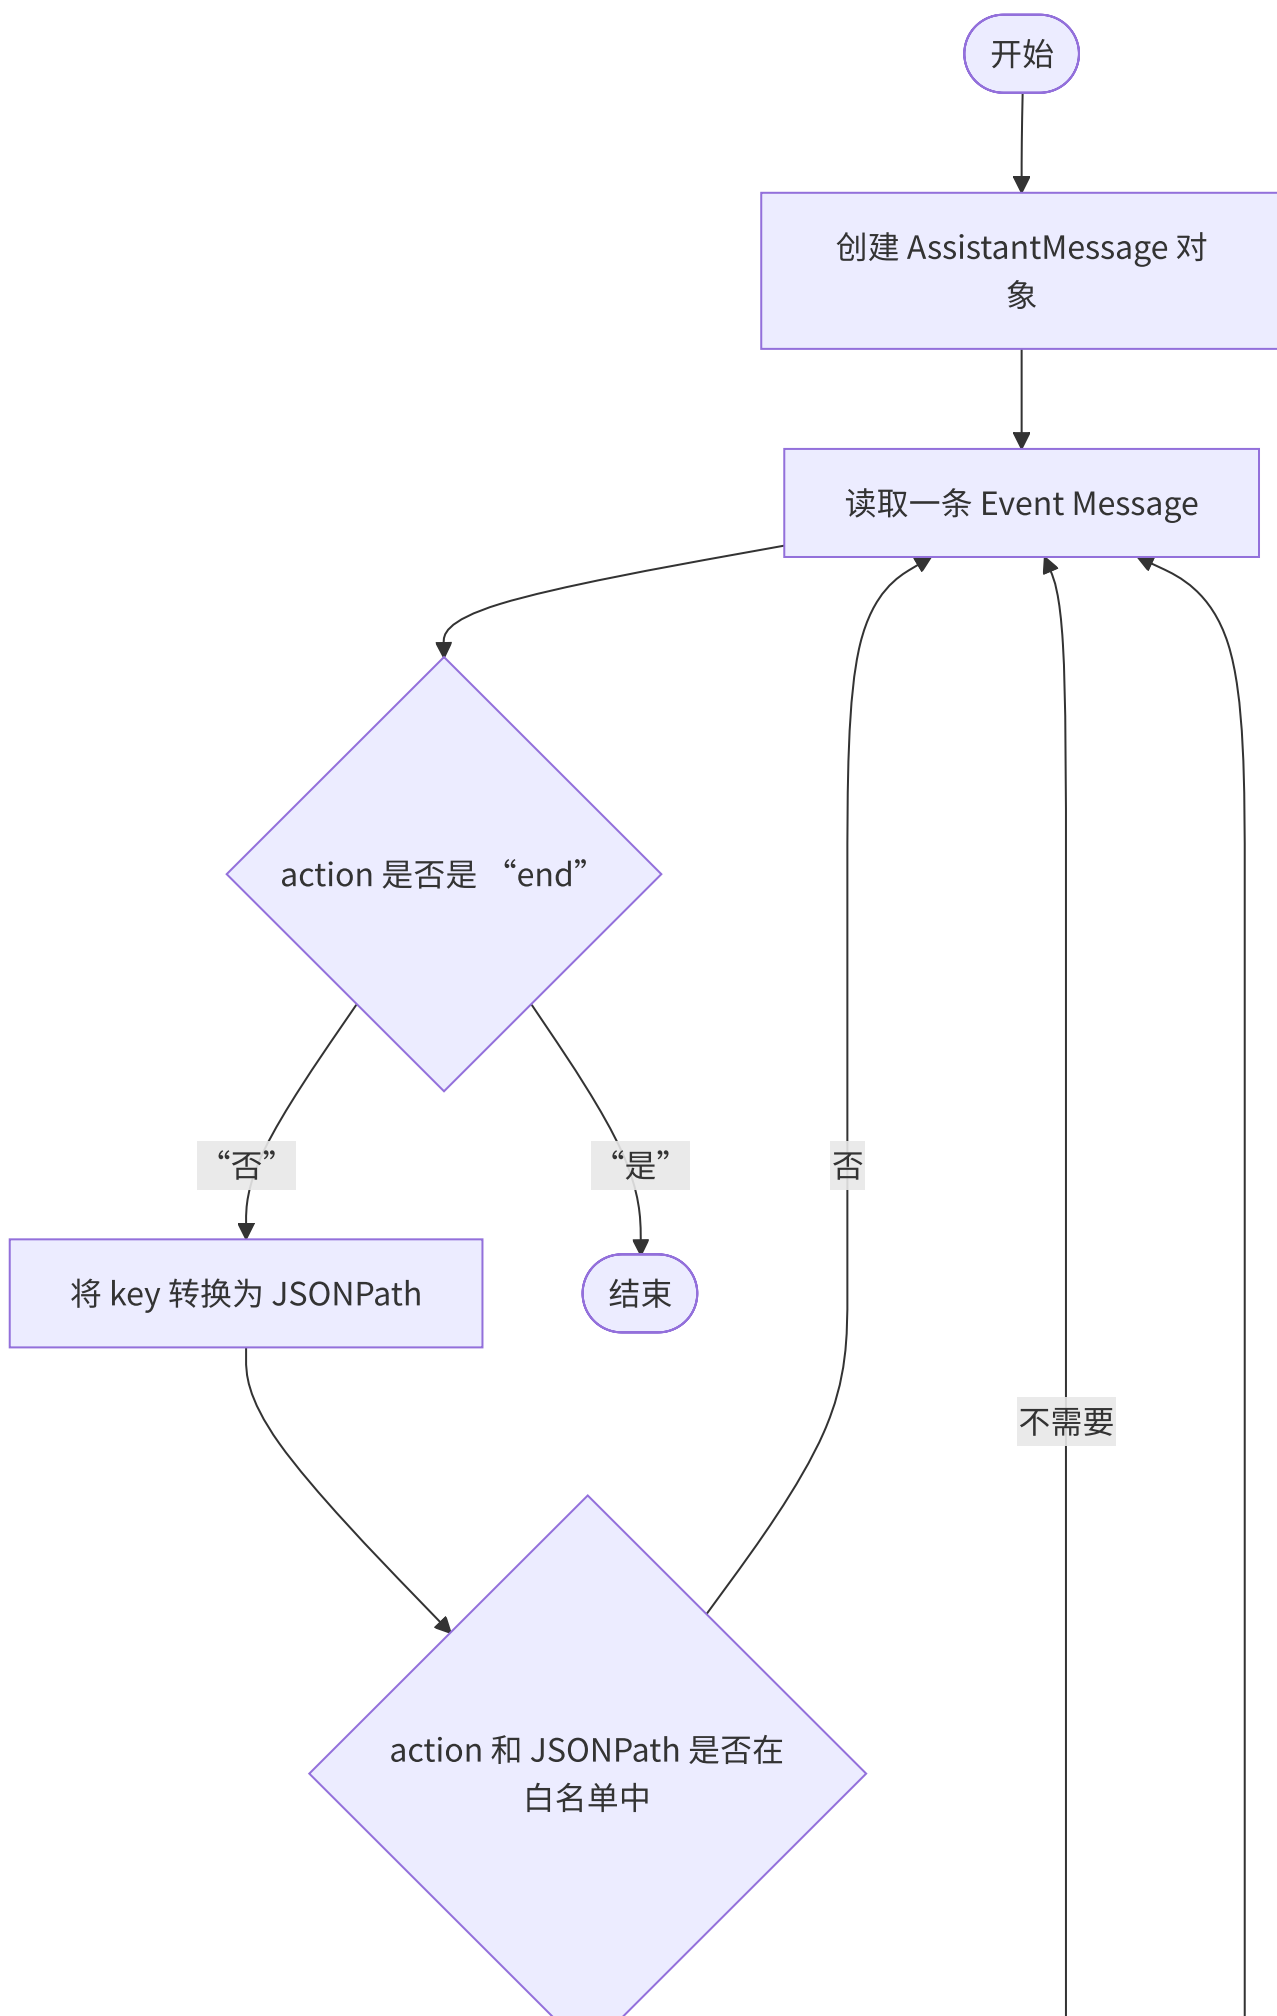 开始
创建 AssistantMessage 对
象
读取一条 Event Message
action 是否是 “end”
“否”
“是”
否
将 key 转换为 JSONPath
结束
不需要
action 和 JSONPath 是否在
白名单中